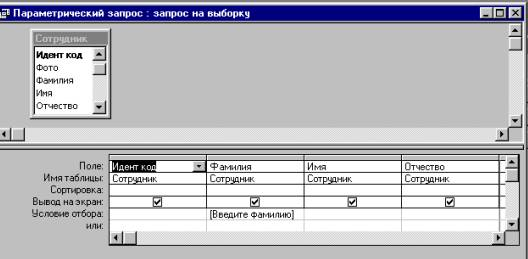 Параметрический запрос : запрос на выборку
Сотрудник
Идент код
Фото
Фамилия
Имя
Отчество
Поле: Идент код Фамилия Имя Отчество
Имя таблицы: Сотрудник Сотрудник Сотрудник Сотрудник
Сортировка:
Вывод на экран:
Условие отбора: [Введите фамилию]
или: